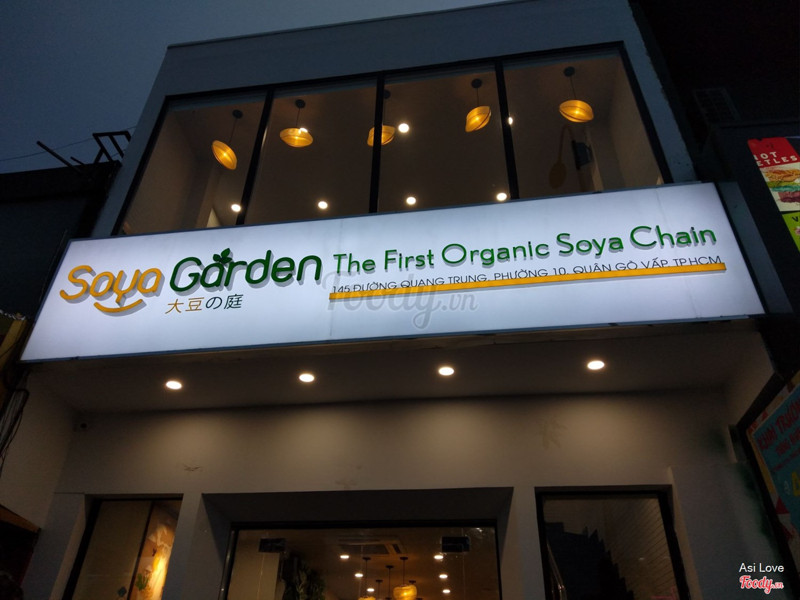 Soya Garden
大豆の庭
The First Organic Soya Chain
145 ĐƯỜNG QUANG TRUNG, PHƯỜNG 10, QUẬN GÒ VẤP TP.HCM
Foody.vn
Asi Love
Foody.vn